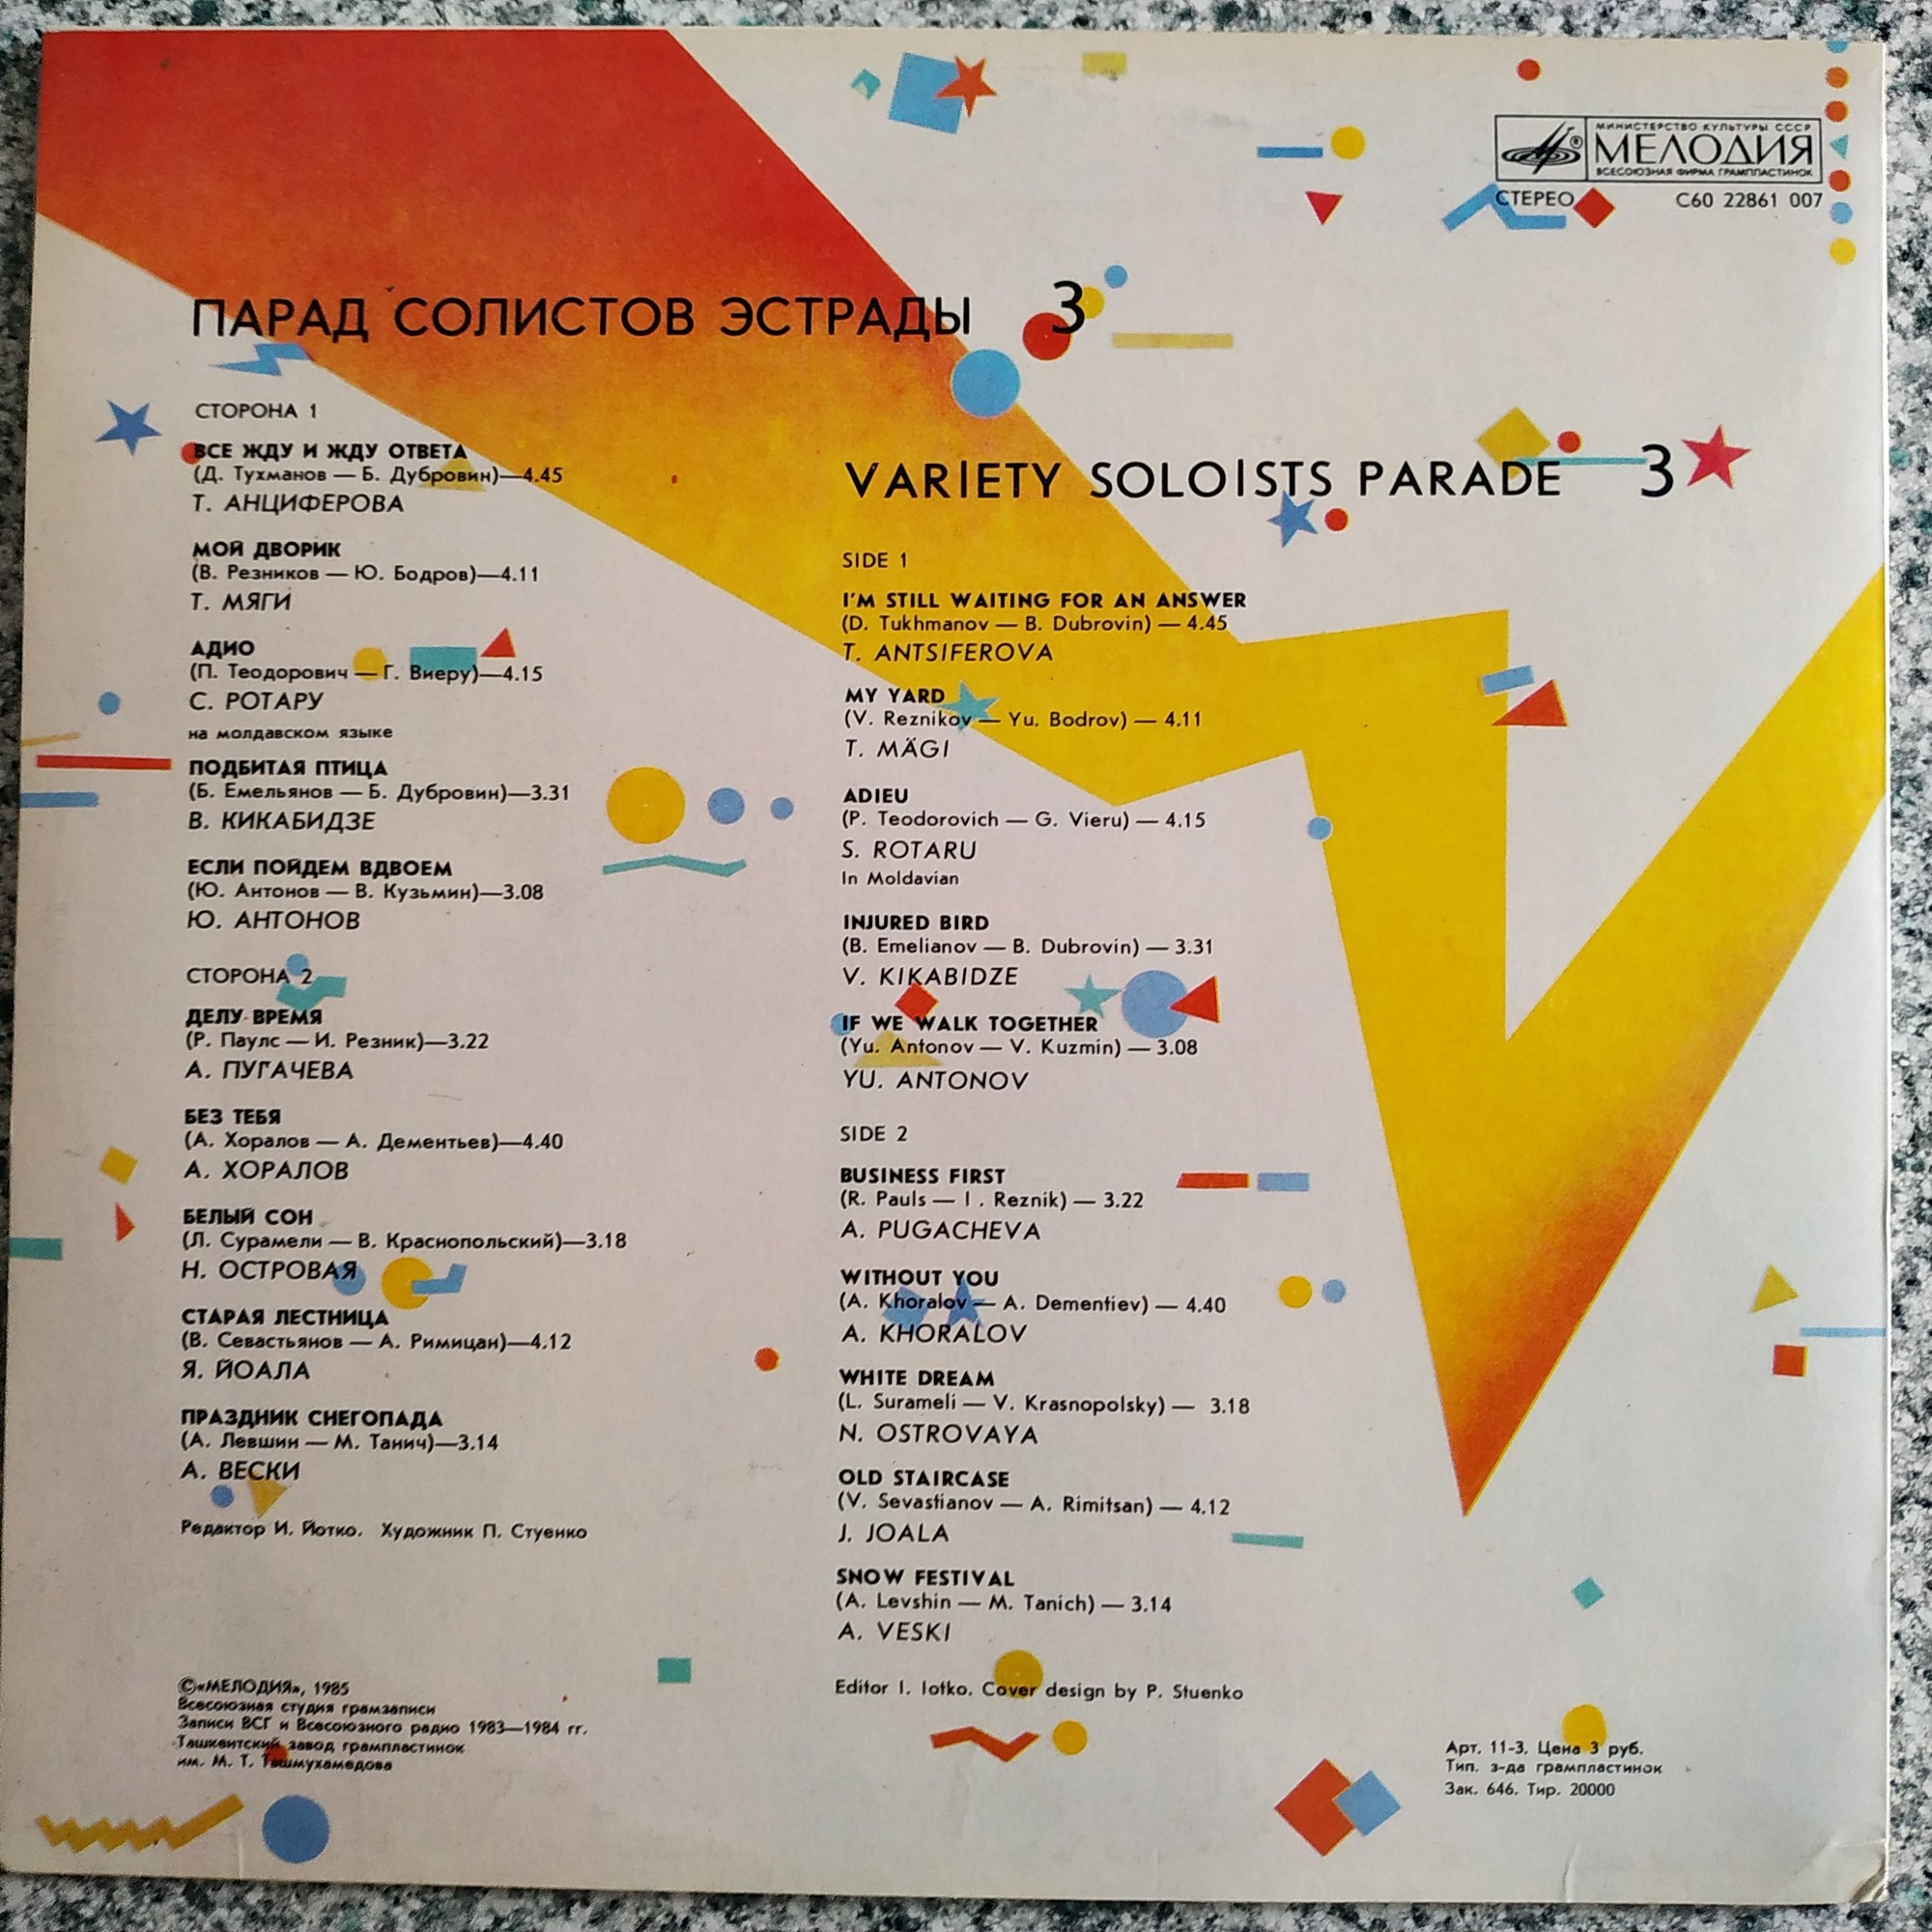 МИНИСТЕРСТВО КУЛЬТУРЫ СССР
МЕЛОДИЯ
ВСЕСОЮЗНАЯ ФИРМА ГРАМПЛАСТИНОК
СТЕРЕО С60 22861 007
ПАРАД СОЛИСТОВ ЭСТРАДЫ 3
СТОРОНА 1
ВСЕ ЖДУ И ЖДУ ОТВЕТА
(Д. Тухманов — Б. Дубровин)—4.45
Т. АНЦИФЕРОВА
МОЙ ДВОРИК
(В. Резников — Ю. Бодров)—4.11
Т. МЯГИ
АДИО
(П. Теодорович — Г. Виеру)—4.15
С. РОТАРУ
на молдавском языке
ПОДБИТАЯ ПТИЦА
(Б. Емельянов — Б. Дубровин)—3.31
В. КИКАБИДЗЕ
ЕСЛИ ПОЙДЕМ ВДВОЕМ
(Ю. Антонов — В. Кузьмин)—3.08
Ю. АНТОНОВ
СТОРОНА 2
ДЕЛУ ВРЕМЯ
(Р. Паулс — И. Резник)—3.22
А. ПУГАЧЕВА
БЕЗ ТЕБЯ
(А. Хоралов — А. Дементьев)—4.40
А. ХОРАЛОВ
БЕЛЫЙ СОН
(Л. Сурамели — В. Краснопольский)—3.18
Н. ОСТРОВАЯ
СТАРАЯ ЛЕСТНИЦА
(В. Севастьянов — А. Римицан)—4.12
Я. ЙОАЛА
ПРАЗДНИК СНЕГОПАДА
(А. Левшин — М. Танич)—3.14
А. ВЕСКИ
Редактор И. Йотко. Художник П. Стуенко
©«МЕЛОДИЯ», 1985
Всесоюзная студия грамзаписи
Записи ВСГ и Всесоюзного радио 1983—1984 гг.
Ташкентский завод грампластинок
им. М. Т. Ташмухамедова
VARIETY SOLOISTS PARADE 3
SIDE 1
I'M STILL WAITING FOR AN ANSWER
(D. Tukhmanov — B. Dubrovin) — 4.45
T. ANTSIFEROVA
MY YARD
(V. Reznikov — Yu. Bodrov) — 4.11
T. MÄGI
ADIEU
(P. Teodorovich — G. Vieru) — 4.15
S. ROTARU
In Moldavian
INJURED BIRD
(B. Emelianov — B. Dubrovin) — 3.31
V. KIKABIDZE
IF WE WALK TOGETHER
(Yu. Antonov — V. Kuzmin) — 3.08
YU. ANTONOV
SIDE 2
BUSINESS FIRST
(R. Pauls — I . Reznik) — 3.22
A. PUGACHEVA
WITHOUT YOU
(A. Khoralov — A. Dementiev) — 4.40
A. KHORALOV
WHITE DREAM
(L. Surameli — V. Krasnopolsky) — 3.18
N. OSTROVAYA
OLD STAIRCASE
(V. Sevastianov — A. Rimitsan) — 4.12
J. JOALA
SNOW FESTIVAL
(A. Levshin — M. Tanich) — 3.14
A. VESKI
Editor I. Iotko. Cover design by P. Stuenko
Арт. 11-3. Цена 3 руб.
Тип. з-да грампластинок
Зак. 646. Тир. 20000